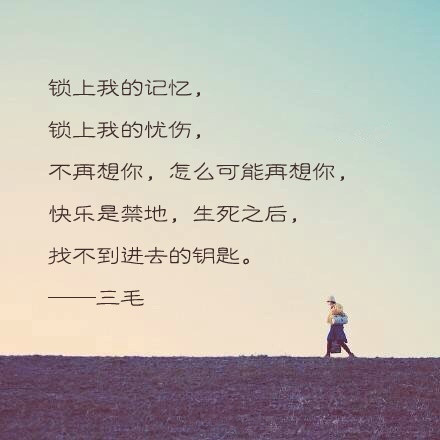 锁上我的记忆，
锁上我的忧伤，
不再想你，怎么可能再想你，
快乐是禁地，生死之后，
找不到进去的钥匙。
——三毛